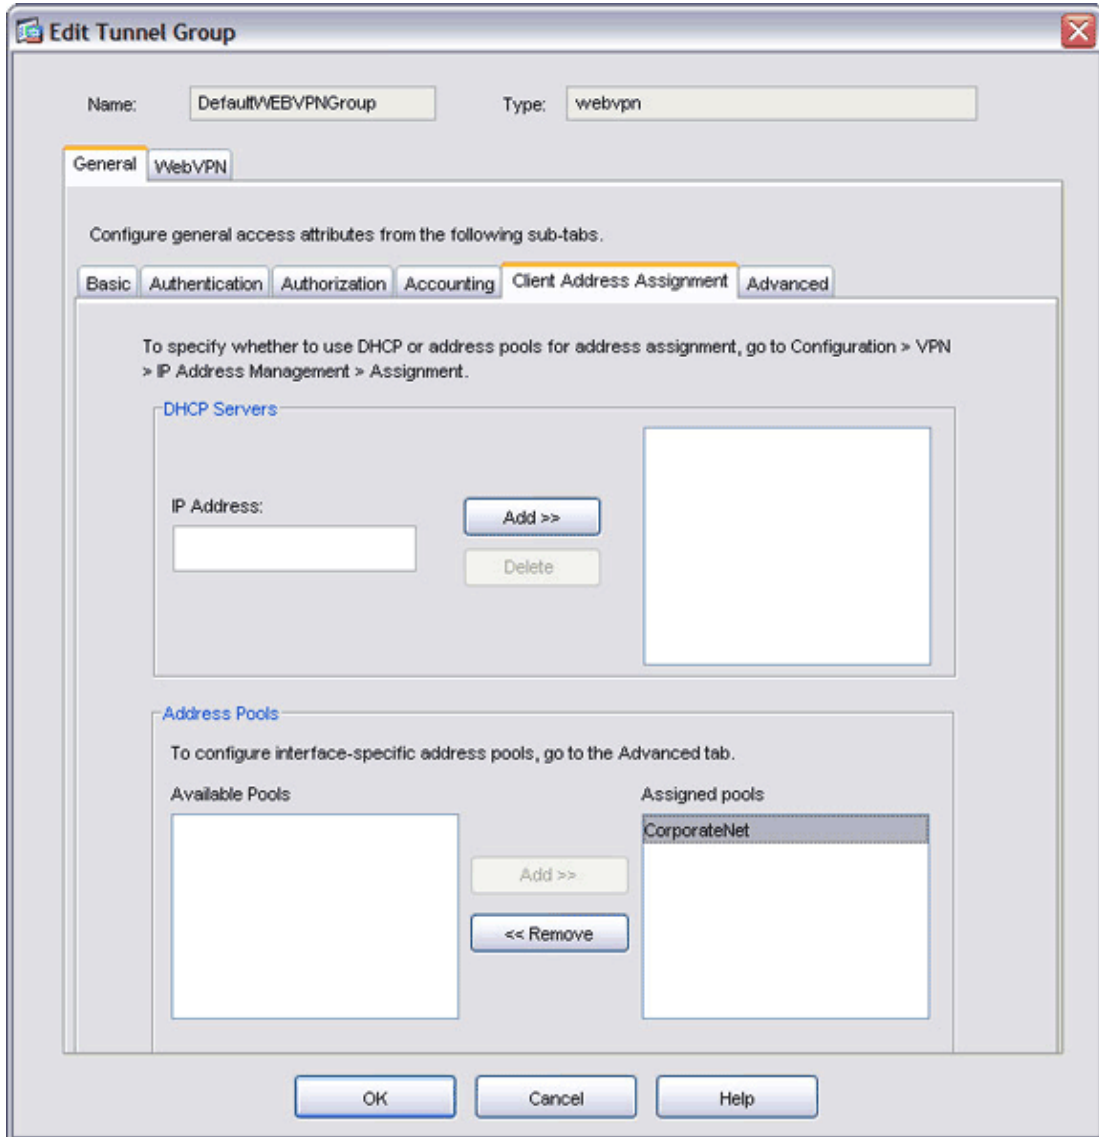 Edit Tunnel Group
Name: DefaultWEBVPNGroup Type: webvpn
General WebVPN
Configure general access attributes from the following sub-tabs.
Basic Authentication Authorization Accounting Client Address Assignment Advanced
To specify whether to use DHCP or address pools for address assignment, go to Configuration > VPN
> IP Address Management > Assignment.
DHCP Servers
IP Address:
Add >>
Delete
Address Pools
To configure interface-specific address pools, go to the Advanced tab.
Available Pools Assigned pools
CorporateNet
Add >>
<< Remove
OK Cancel Help